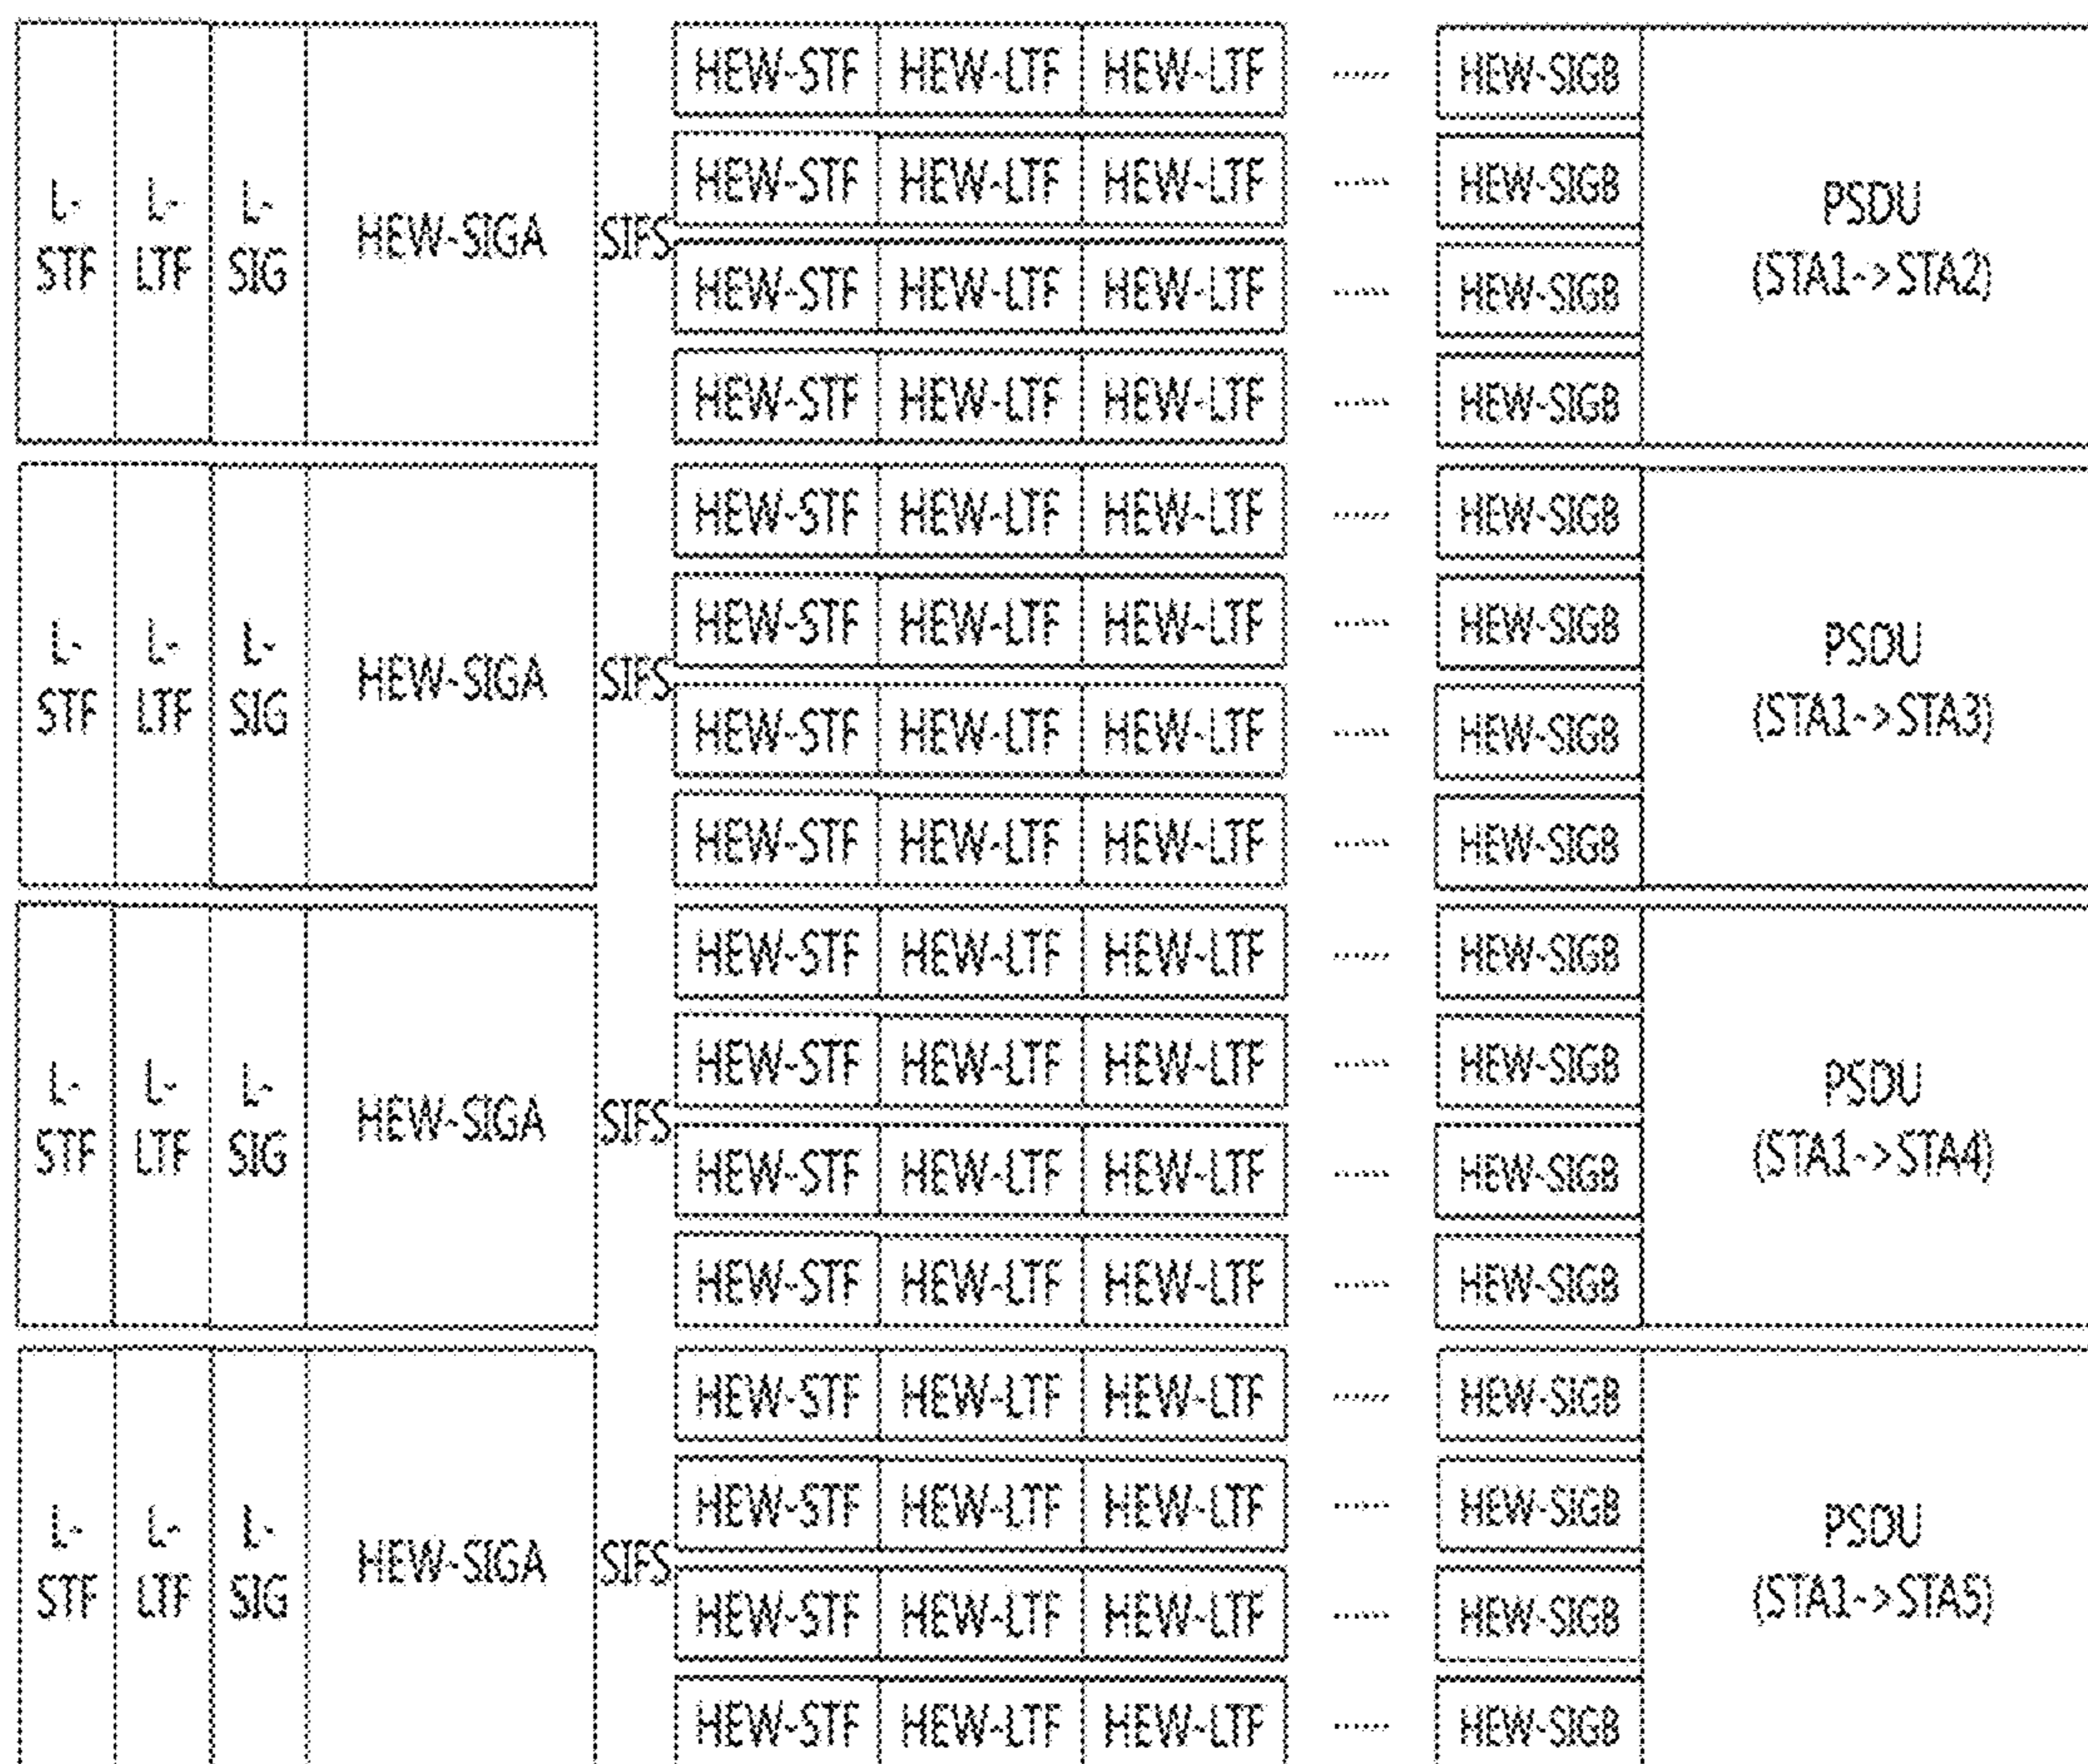 HEW-STF HEW-LTF HEW-LTF ...... HEW-SIGB
HEW-STF HEW-LTF HEW-LTF ...... HEW-SIGB
L-STF L-LTF L-SIG HEW-SIGA SIFS PSDU
(STA1->STA2)
HEW-STF HEW-LTF HEW-LTF ...... HEW-SIGB
HEW-STF HEW-LTF HEW-LTF ...... HEW-SIGB
HEW-STF HEW-LTF HEW-LTF ...... HEW-SIGB
HEW-STF HEW-LTF HEW-LTF ...... HEW-SIGB
L-STF L-LTF L-SIG HEW-SIGA SIFS PSDU
(STA1->STA3)
HEW-STF HEW-LTF HEW-LTF ...... HEW-SIGB
HEW-STF HEW-LTF HEW-LTF ...... HEW-SIGB
HEW-STF HEW-LTF HEW-LTF ...... HEW-SIGB
HEW-STF HEW-LTF HEW-LTF ...... HEW-SIGB
L-STF L-LTF L-SIG HEW-SIGA SIFS PSDU
(STA1->STA4)
HEW-STF HEW-LTF HEW-LTF ...... HEW-SIGB
HEW-STF HEW-LTF HEW-LTF ...... HEW-SIGB
HEW-STF HEW-LTF HEW-LTF ...... HEW-SIGB
HEW-STF HEW-LTF HEW-LTF ...... HEW-SIGB
L-STF L-LTF L-SIG HEW-SIGA SIFS PSDU
(STA1->STA5)
HEW-STF HEW-LTF HEW-LTF ...... HEW-SIGB
HEW-STF HEW-LTF HEW-LTF ...... HEW-SIGB